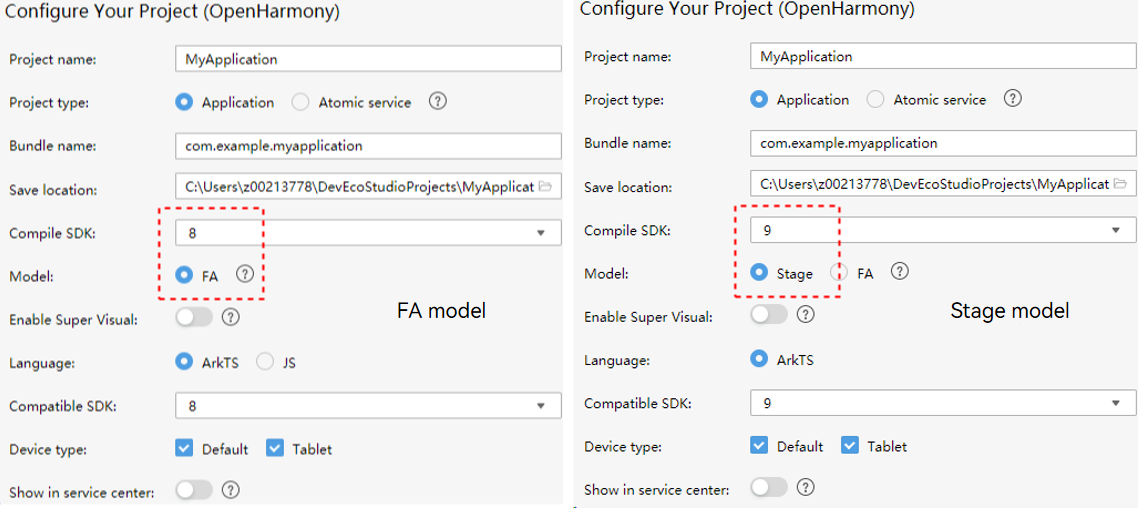 Configure Your Project (OpenHarmony)
Project name: MyApplication
Project type: Application Atomic service ?
Bundle name: com.example.myapplication
Save location: C:\Users\z00213778\DevEcoStudioProjects\MyApplicat
Compile SDK: 8
Model: FA ?
Enable Super Visual: ?
FA model
Language: ArkTS JS
Compatible SDK: 8
Device type: Default Tablet
Show in service center: ?
Configure Your Project (OpenHarmony)
Project name: MyApplication
Project type: Application Atomic service ?
Bundle name: com.example.myapplication
Save location: C:\Users\z00213778\DevEcoStudioProjects\MyApplicat
Compile SDK: 9
Model: Stage FA ?
Enable Super Visual: ?
Stage model
Language: ArkTS
Compatible SDK: 9
Device type: Default Tablet
Show in service center: ?